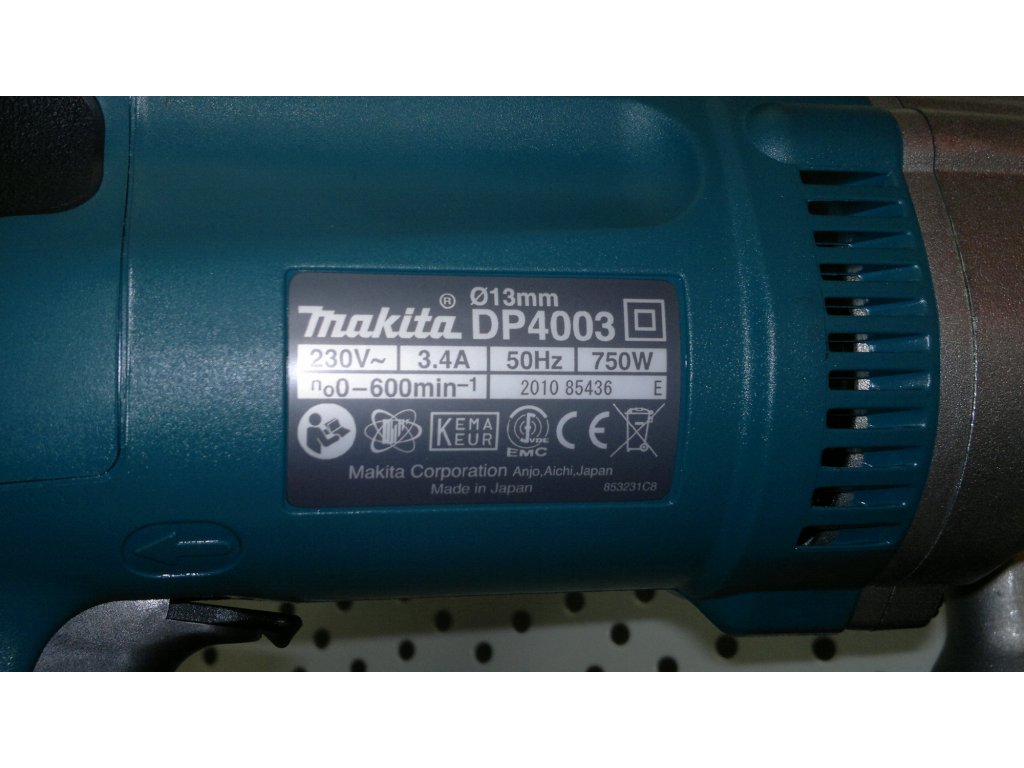 Ø13mm
makita® DP4003
230V~ 3.4A 50Hz 750W
n₀0–600min⁻¹ 2010 85436 E
KEMA
KEUR
VDE
EMC
CE
Makita Corporation Anjo,Aichi,Japan
Made in Japan 853231C8